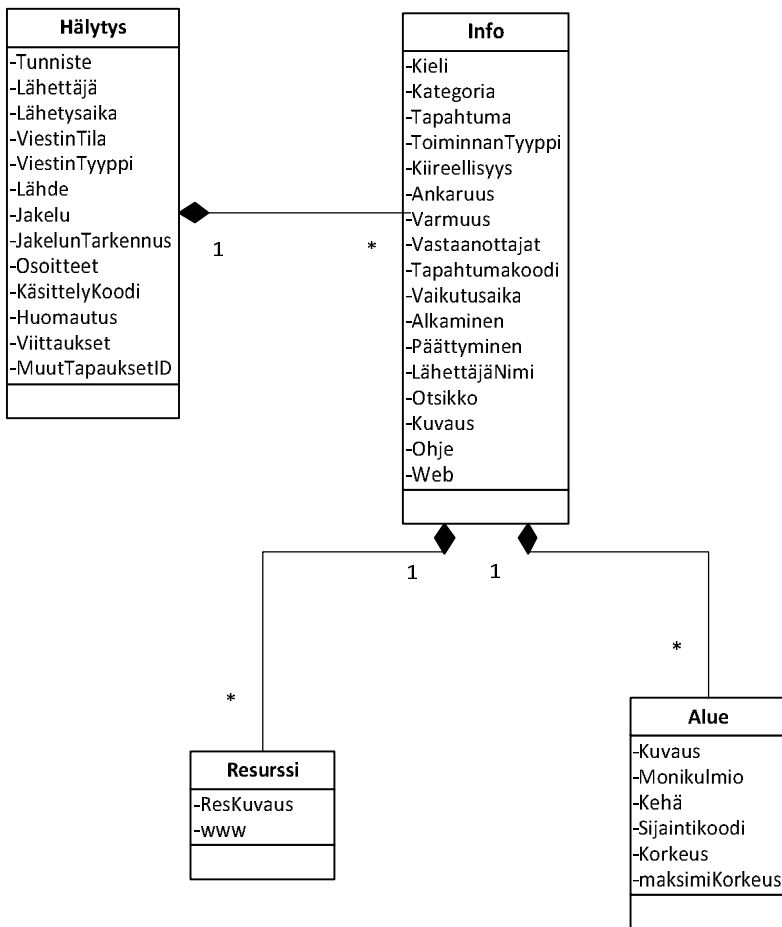 Hälytys
-Tunniste
-Lähettäjä
-Lähetysaika
-ViestinTila
-ViestinTyyppi
-Lähde
-Jakelu
-JakelunTarkennus
-Osoitteet
-KäsittelyKoodi
-Huomautus
-Viittaukset
-MuutTapauksetID
1
*
Info
-Kieli
-Kategoria
-Tapahtuma
-ToiminnanTyyppi
-Kiireellisyys
-Ankaruus
-Varmuus
-Vastaanottajat
-Tapahtumakoodi
-Vaikutusaika
-Alkaminen
-Päättyminen
-LähettäjäNimi
-Otsikko
-Kuvaus
-Ohje
-Web
1
1
*
*
Resurssi
-ResKuvaus
-www
Alue
-Kuvaus
-Monikulmio
-Kehä
-Sijaintikoodi
-Korkeus
-maksimiKorkeus